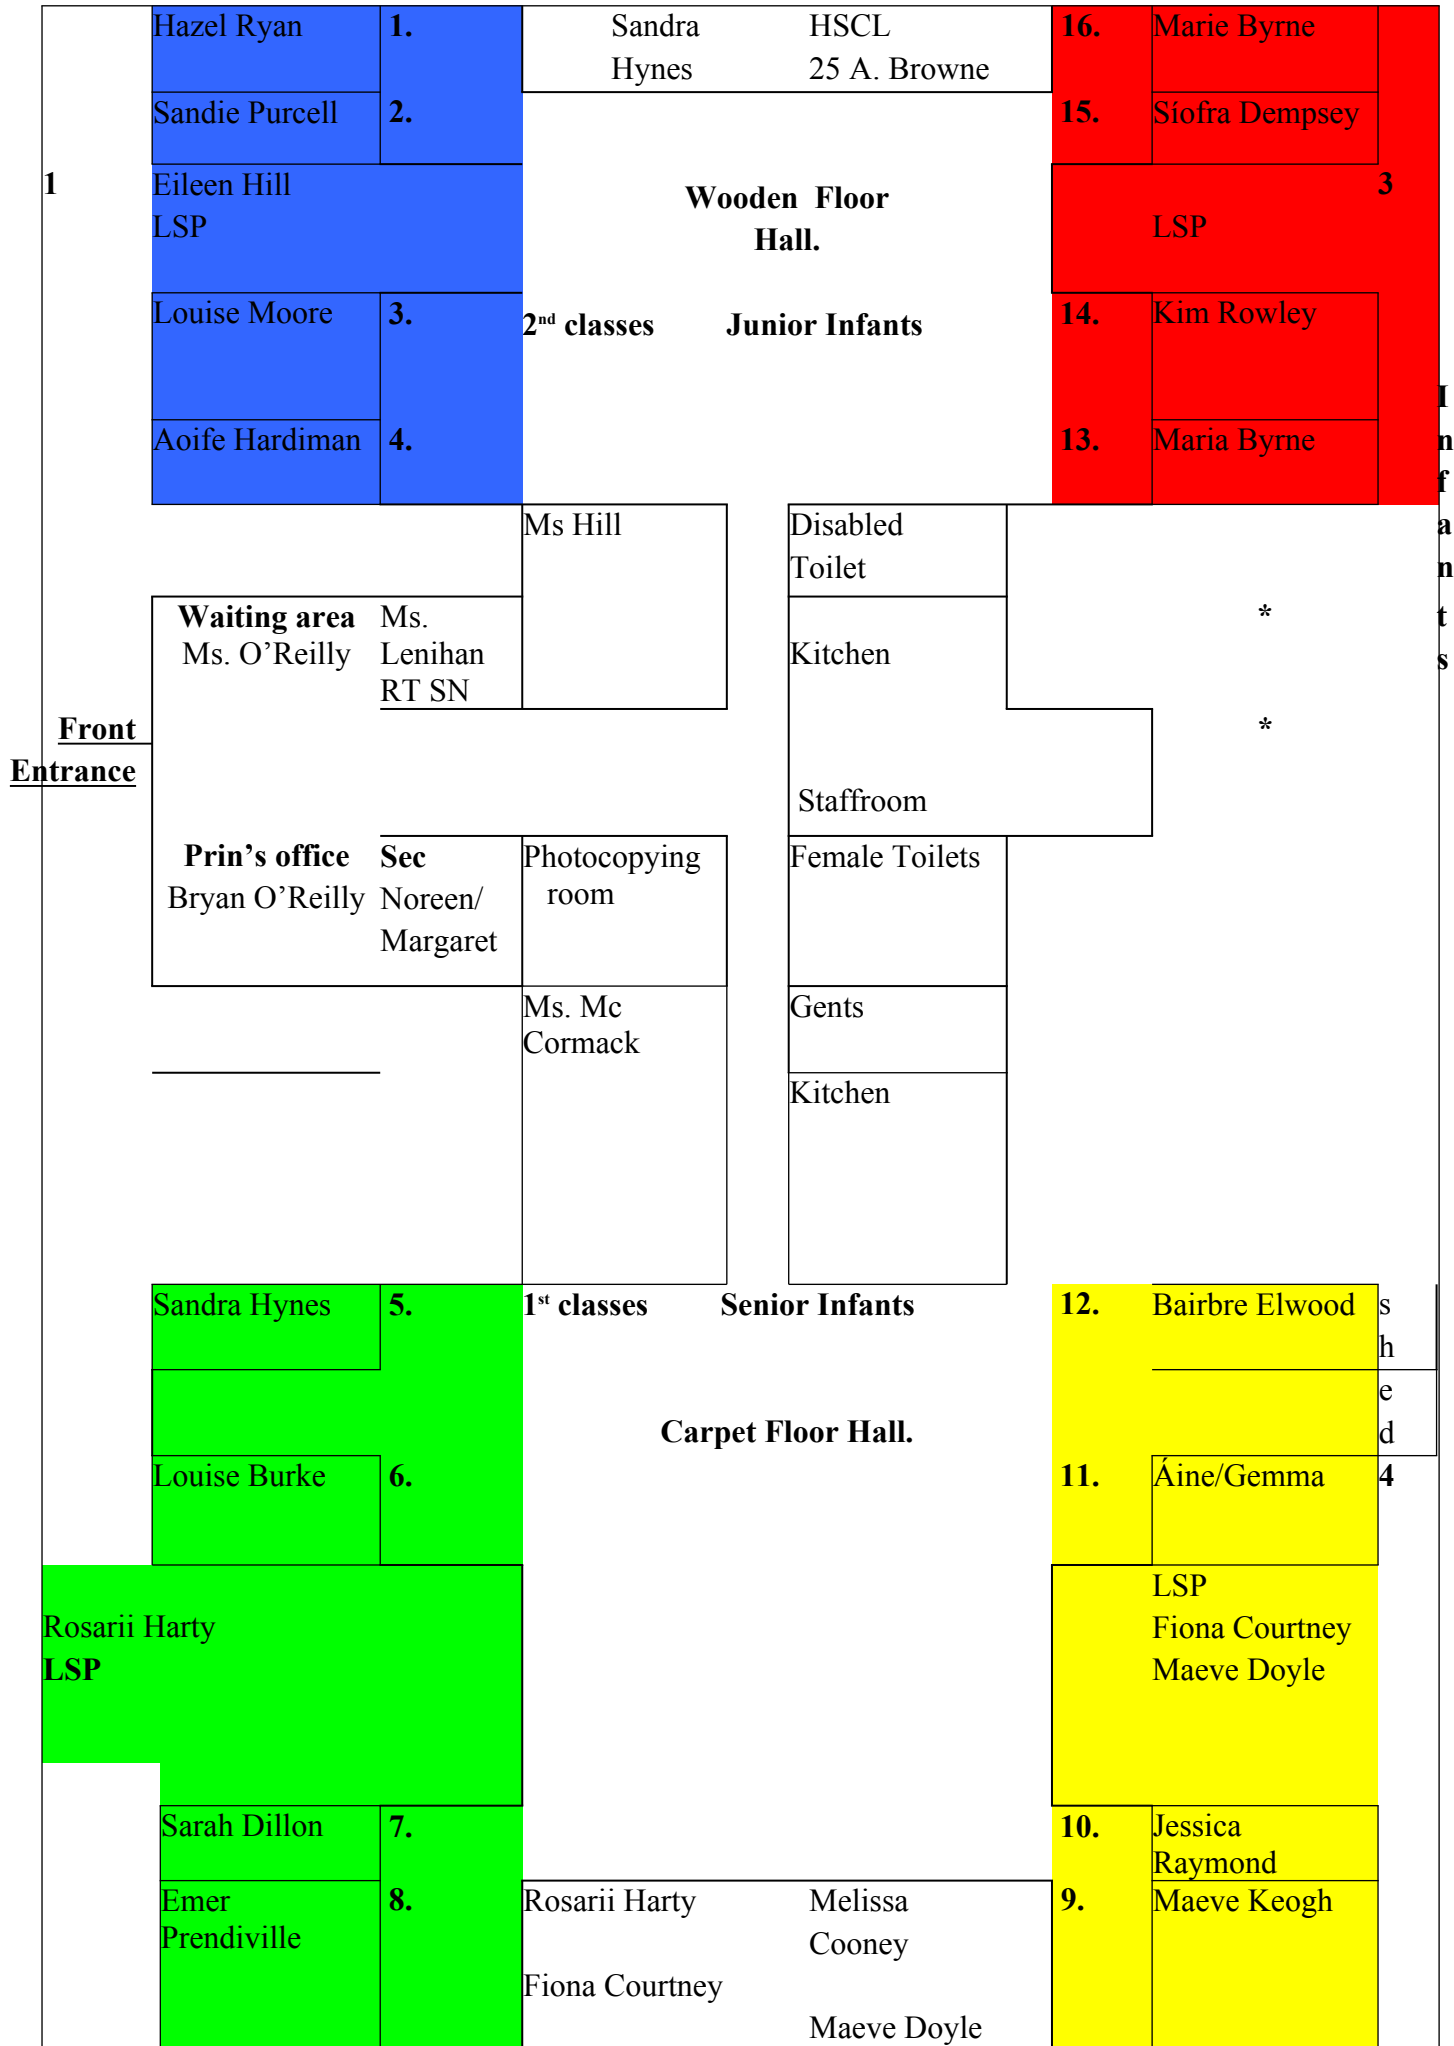 Hazel Ryan 1. Sandra HSCL 16. Marie Byrne
Hynes 25 A. Browne
Sandie Purcell 2. 15. Síofra Dempsey
1 Eileen Hill 3
Wooden Floor
LSP LSP
Hall.
Louise Moore 3. 2nd classes Junior Infants 14. Kim Rowley
Aoife Hardiman 4. 13. Maria Byrne
Infants
Ms Hill Disabled
Toilet
Waiting area Ms. *
Ms. O’Reilly Lenihan Kitchen
RT SN
Front *
Entrance
Staffroom
Prin’s office Sec Photocopying Female Toilets
Bryan O’Reilly Noreen/ room
Margaret
Ms. Mc Gents
Cormack
Kitchen
Sandra Hynes 5. 1st classes Senior Infants 12. Bairbre Elwood shed
Carpet Floor Hall.
Louise Burke 6. 11. Áine/Gemma 4
LSP
Rosarii Harty Fiona Courtney
LSP Maeve Doyle
Sarah Dillon 7. 10. Jessica
Raymond
Emer 8. Rosarii Harty Melissa 9. Maeve Keogh
Prendiville Cooney
Fiona Courtney
Maeve Doyle